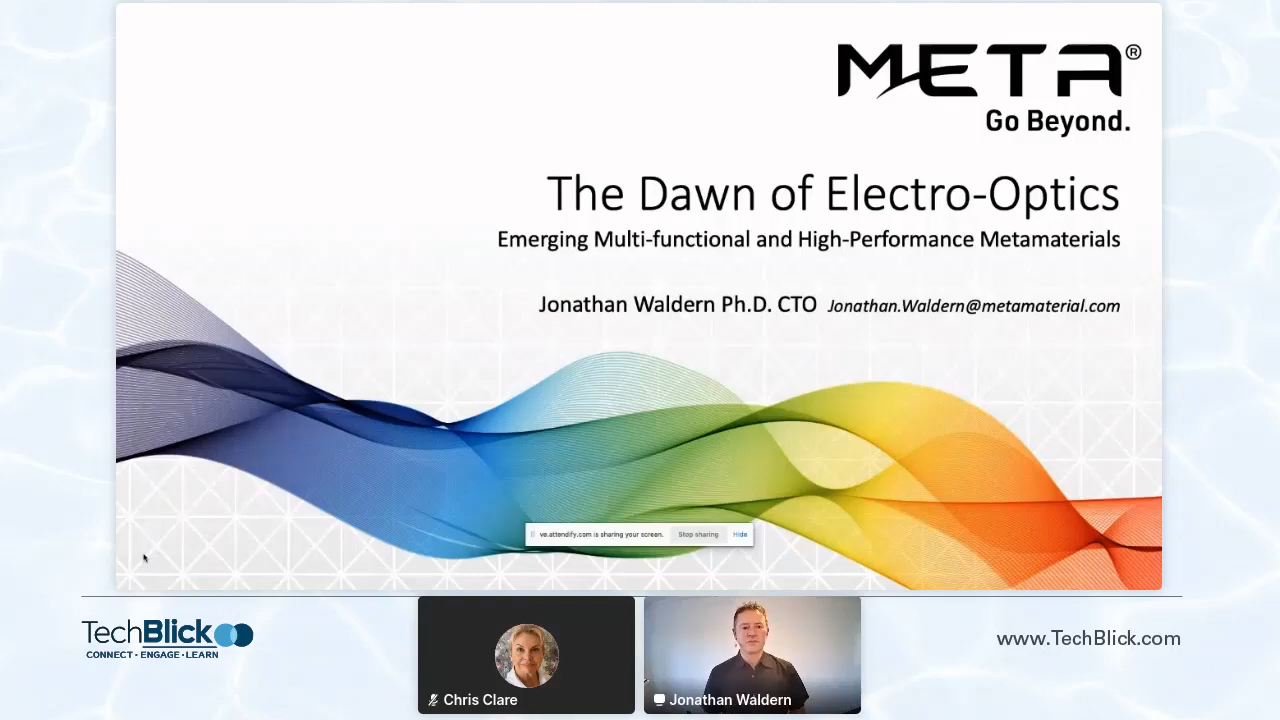 META®
Go Beyond.
The Dawn of Electro-Optics
Emerging Multi-functional and High-Performance Metamaterials
Jonathan Waldern Ph.D. CTO Jonathan.Waldern@metamaterial.com
ve.attendify.com is sharing your screen. Stop sharing Hide
TechBlick
CONNECT • ENGAGE • LEARN
Chris Clare
Jonathan Waldern
www.TechBlick.com